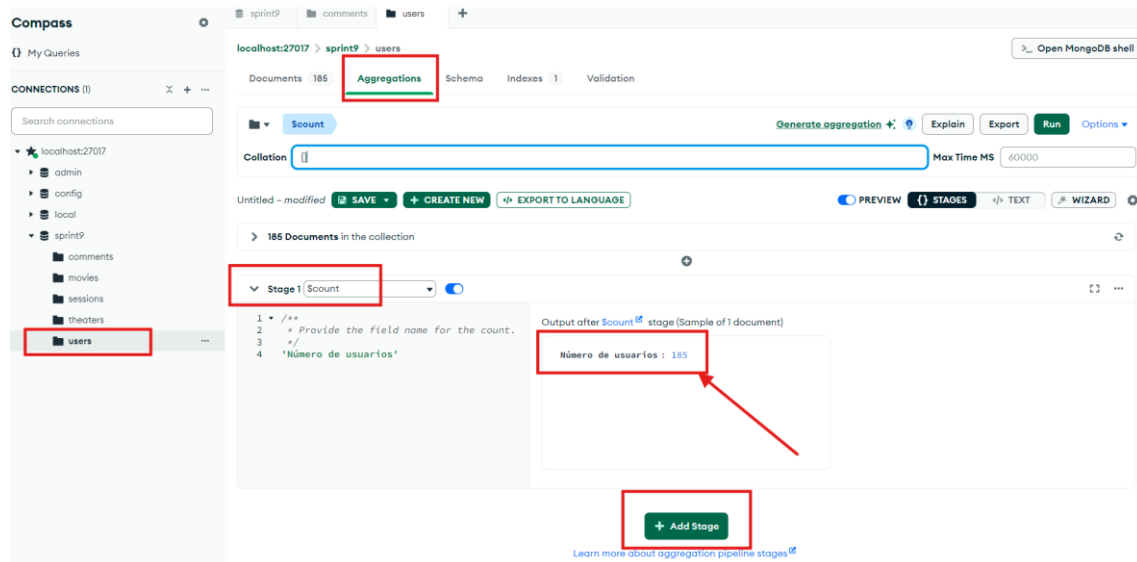 Compass
{} My Queries
CONNECTIONS (1)
Search connections
localhost:27017
admin
config
local
sprint9
comments
movies
sessions
theaters
users
sprint9 comments users +
localhost:27017 > sprint9 > users
>_ Open MongoDB shell
Documents 185 Aggregations Schema Indexes 1 Validation
$count
Generate aggregation Explain Export Run Options
Collation {} Max Time MS 60000
Untitled – modified SAVE + CREATE NEW </> EXPORT TO LANGUAGE PREVIEW {} STAGES </> TEXT WIZARD
185 Documents in the collection
Stage 1 $count
1 /**
2 * Provide the field name for the count.
3 */
4 'Número de usuarios'
Output after $count stage (Sample of 1 document)
Número de usuarios : 185
+ Add Stage
Learn more about aggregation pipeline stages